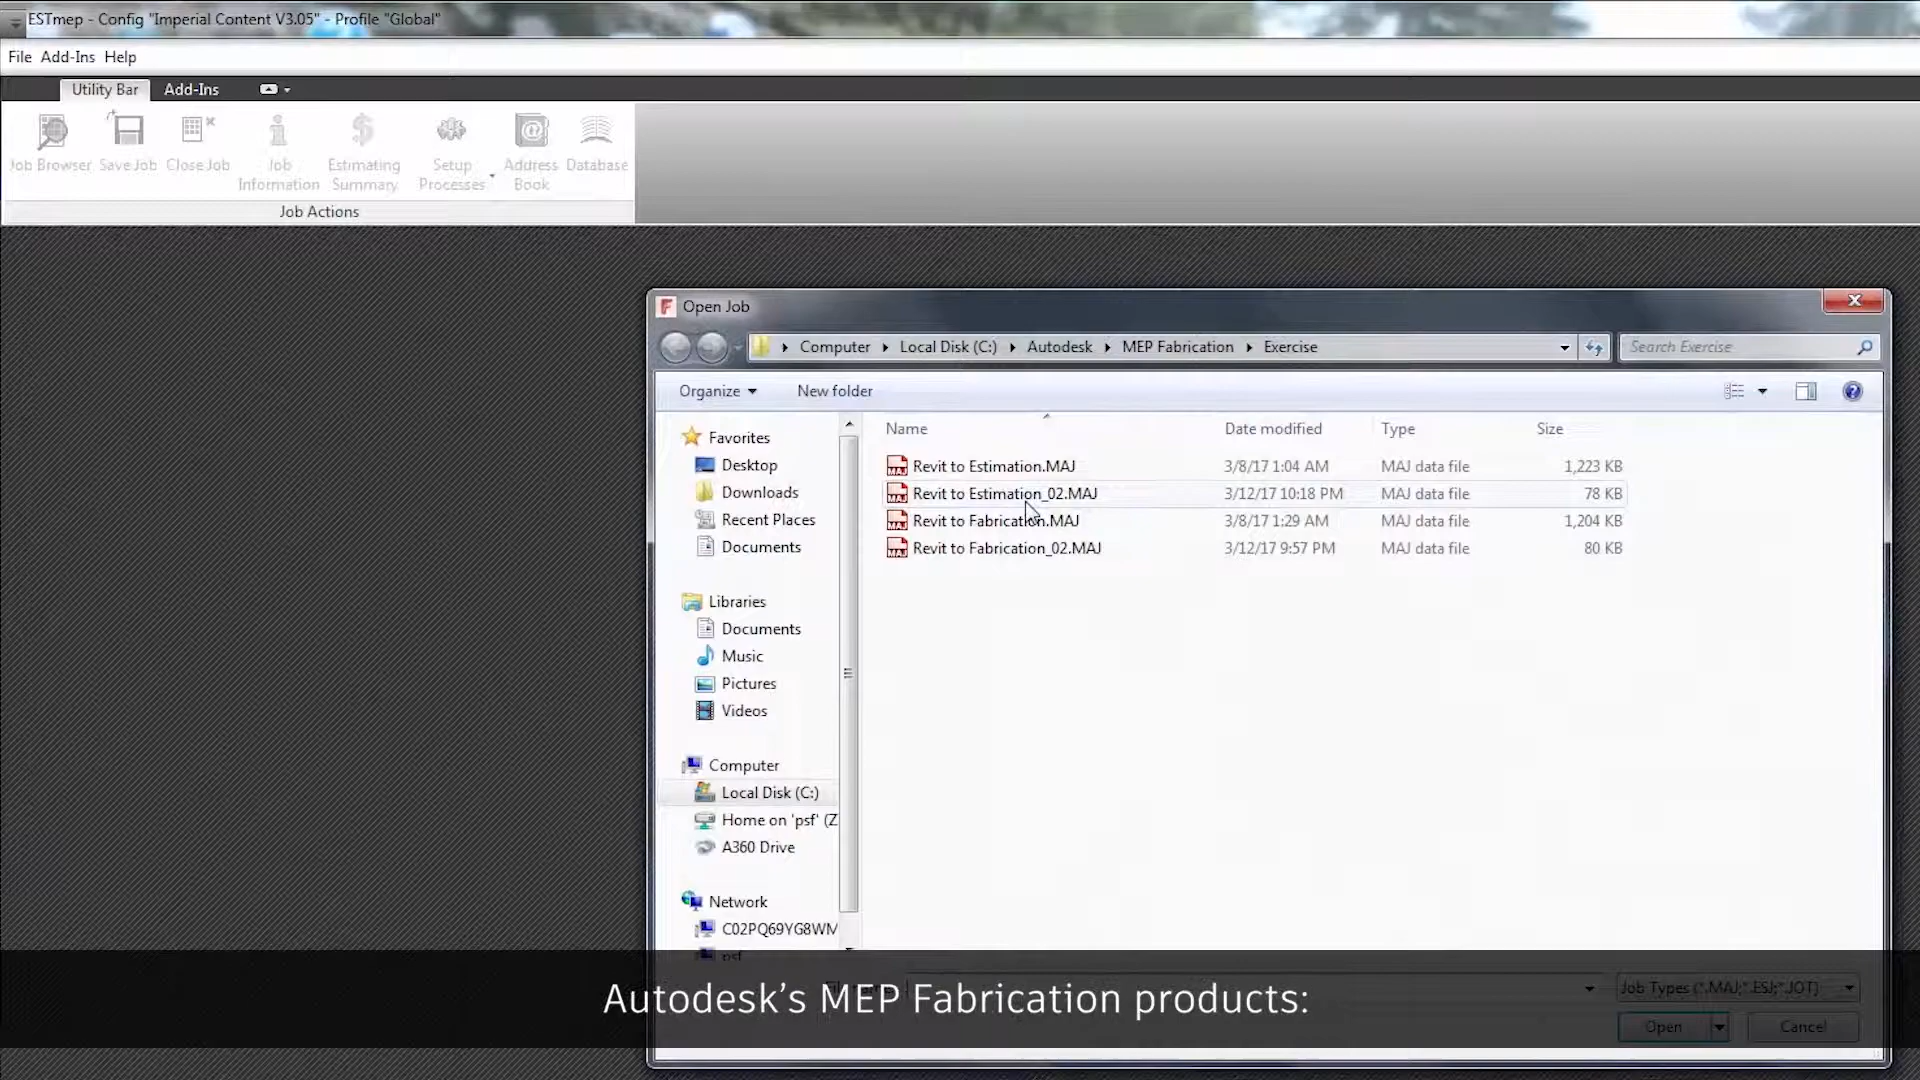 ESTmep - Config "Imperial Content V3.05" - Profile "Global"
File Add-Ins Help
Utility Bar Add-Ins
Job Browser Save Job Close Job Job Information Estimating Summary Setup Processes Address Book Database
Job Actions
Open Job
Computer Local Disk (C:) Autodesk MEP Fabrication Exercise
Search Exercise
Organize New folder
Name Date modified Type Size
Revit to Estimation.MAJ 3/8/17 1:04 AM MAJ data file 1,223 KB
Revit to Estimation_02.MAJ 3/12/17 10:18 PM MAJ data file 78 KB
Revit to Fabrication.MAJ 3/8/17 1:29 AM MAJ data file 1,204 KB
Revit to Fabrication_02.MAJ 3/12/17 9:57 PM MAJ data file 80 KB
Favorites
Desktop
Downloads
Recent Places
Documents
Libraries
Documents
Music
Pictures
Videos
Computer
Local Disk (C:)
Home on 'psf' (Z
A360 Drive
Network
C02PQ69YG8WM
psf
Autodesk's MEP Fabrication products:
Job Types (*.MAJ;*.ESJ;*.JOT)
Open Cancel